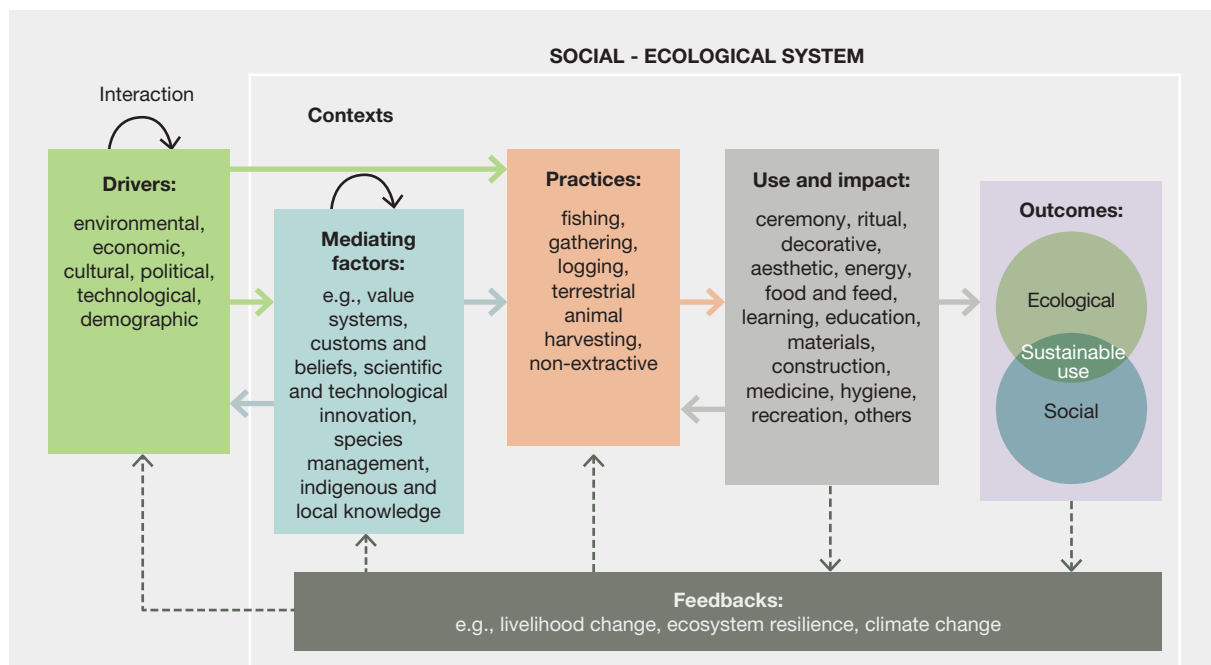 SOCIAL - ECOLOGICAL SYSTEM
Interaction
Contexts
Drivers:
environmental,
economic,
cultural, political,
technological,
demographic
Mediating
factors:
e.g., value
systems,
customs and
beliefs, scientific
and technological
innovation,
species
management,
indigenous and
local knowledge
Practices:
fishing,
gathering,
logging,
terrestrial
animal
harvesting,
non-extractive
Use and impact:
ceremony, ritual,
decorative,
aesthetic, energy,
food and feed,
learning, education,
materials,
construction,
medicine, hygiene,
recreation, others
Outcomes:
Ecological
Sustainable
use
Social
Feedbacks:
e.g., livelihood change, ecosystem resilience, climate change